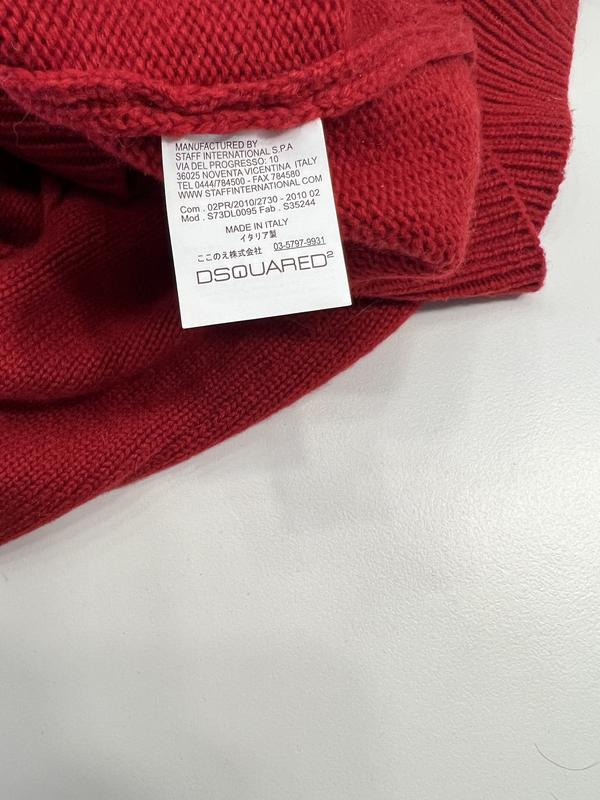 MANUFACTURED BY
STAFF INTERNATIONAL S.P.A
VIA DEL PROGRESSO: 10
36025 NOVENTA VICENTINA ITALY
TEL 0444/784500 - FAX 784580
WWW STAFFINTERNATIONAL COM
Com . 02PR/2010/2730 - 2010 02
Mod . S73DL0095 Fab . S35244
MADE IN ITALY
イタリア製
ここのえ株式会社 03-5797-9931
DSQUARED²